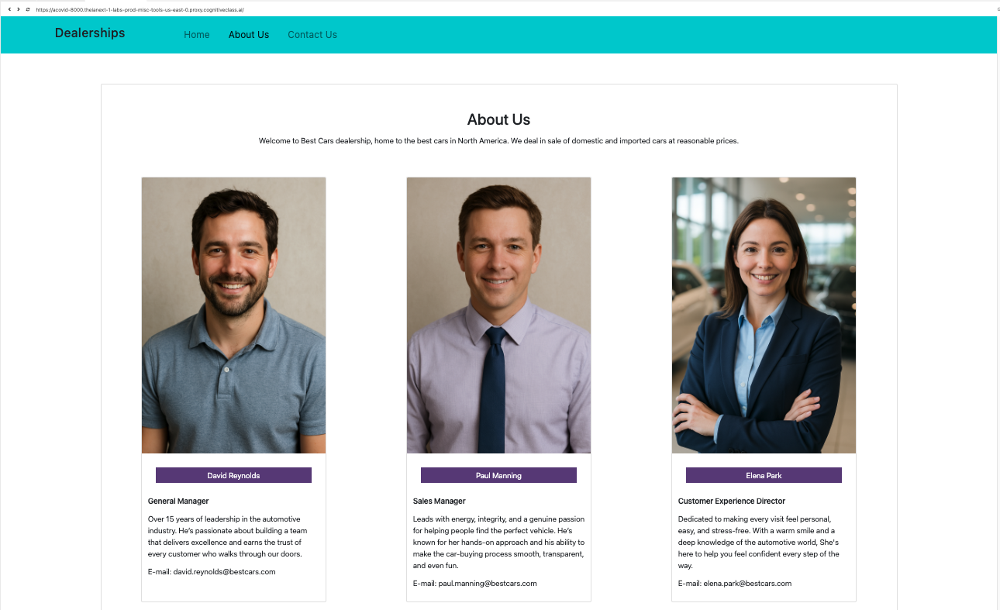 https://acovid-8000.theianext-1-labs-prod-misc-tools-us-east-0.proxy.cognitiveclass.ai/
Dealerships Home About Us Contact Us
About Us
Welcome to Best Cars dealership, home to the best cars in North America. We deal in sale of domestic and imported cars at reasonable prices.
David Reynolds
General Manager
Over 15 years of leadership in the automotive
industry. He's passionate about building a team
that delivers excellence and earns the trust of
every customer who walks through our doors.
E-mail: david.reynolds@bestcars.com
Paul Manning
Sales Manager
Leads with energy, integrity, and a genuine passion
for helping people find the perfect vehicle. He's
known for her hands-on approach and his ability to
make the car-buying process smooth, transparent,
and even fun.
E-mail: paul.manning@bestcars.com
Elena Park
Customer Experience Director
Dedicated to making every visit feel personal,
easy, and stress-free. With a warm smile and a
deep knowledge of the automotive world, She's
here to help you feel confident every step of the
way.
E-mail: elena.park@bestcars.com